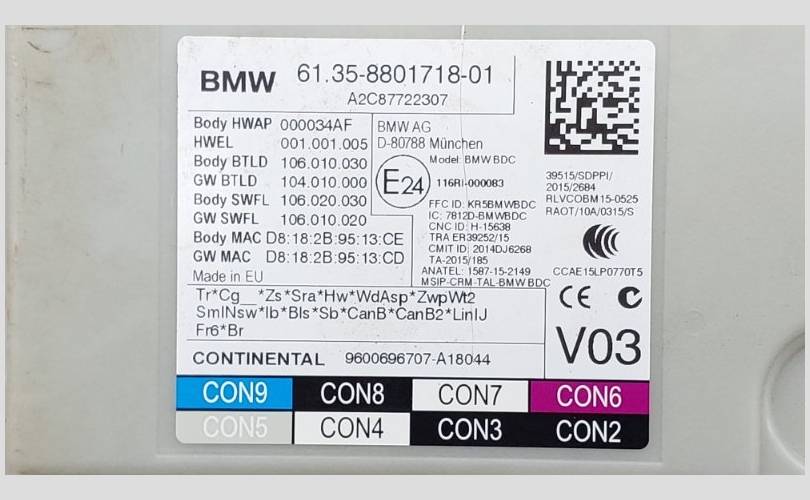 BMW 61.35-8801718-01
A2C87722307
Body HWAP 000034AF
HWEL 001.001.005
Body BTLD 106.010.030
GW BTLD 104.010.000
Body SWFL 106.020.030
GW SWFL 106.010.020
Body MAC D8:18:2B:95:13:CE
GW MAC D8:18:2B:95:13:CD
Made in EU
BMW AG
D-80788 München
Model: BMW BDC
E24
116RI-000083
FFC ID: KR5BMWBDC
IC: 7812D-BMWBDC
CNC ID: H-15638
TRA ER39252/15
CMIT ID: 2014DJ6268
TA-2015/185
ANATEL: 1587-15-2149
MSIP-CRM-TAL-BMW BDC
39515/SDPPI/
2015/2684
RLVCOBM15-0525
RAOT/10A/0315/S
CCAE15LP0770T5
CE
Tr*Cg__*Zs*Sra*Hw*WdAsp*ZwpWt2
SmlNsw*Ib*Bls*Sb*CanB*CanB2*LinIJ
Fr6*Br
V03
CONTINENTAL 9600696707-A18044
CON9 CON8 CON7 CON6
CON5 CON4 CON3 CON2